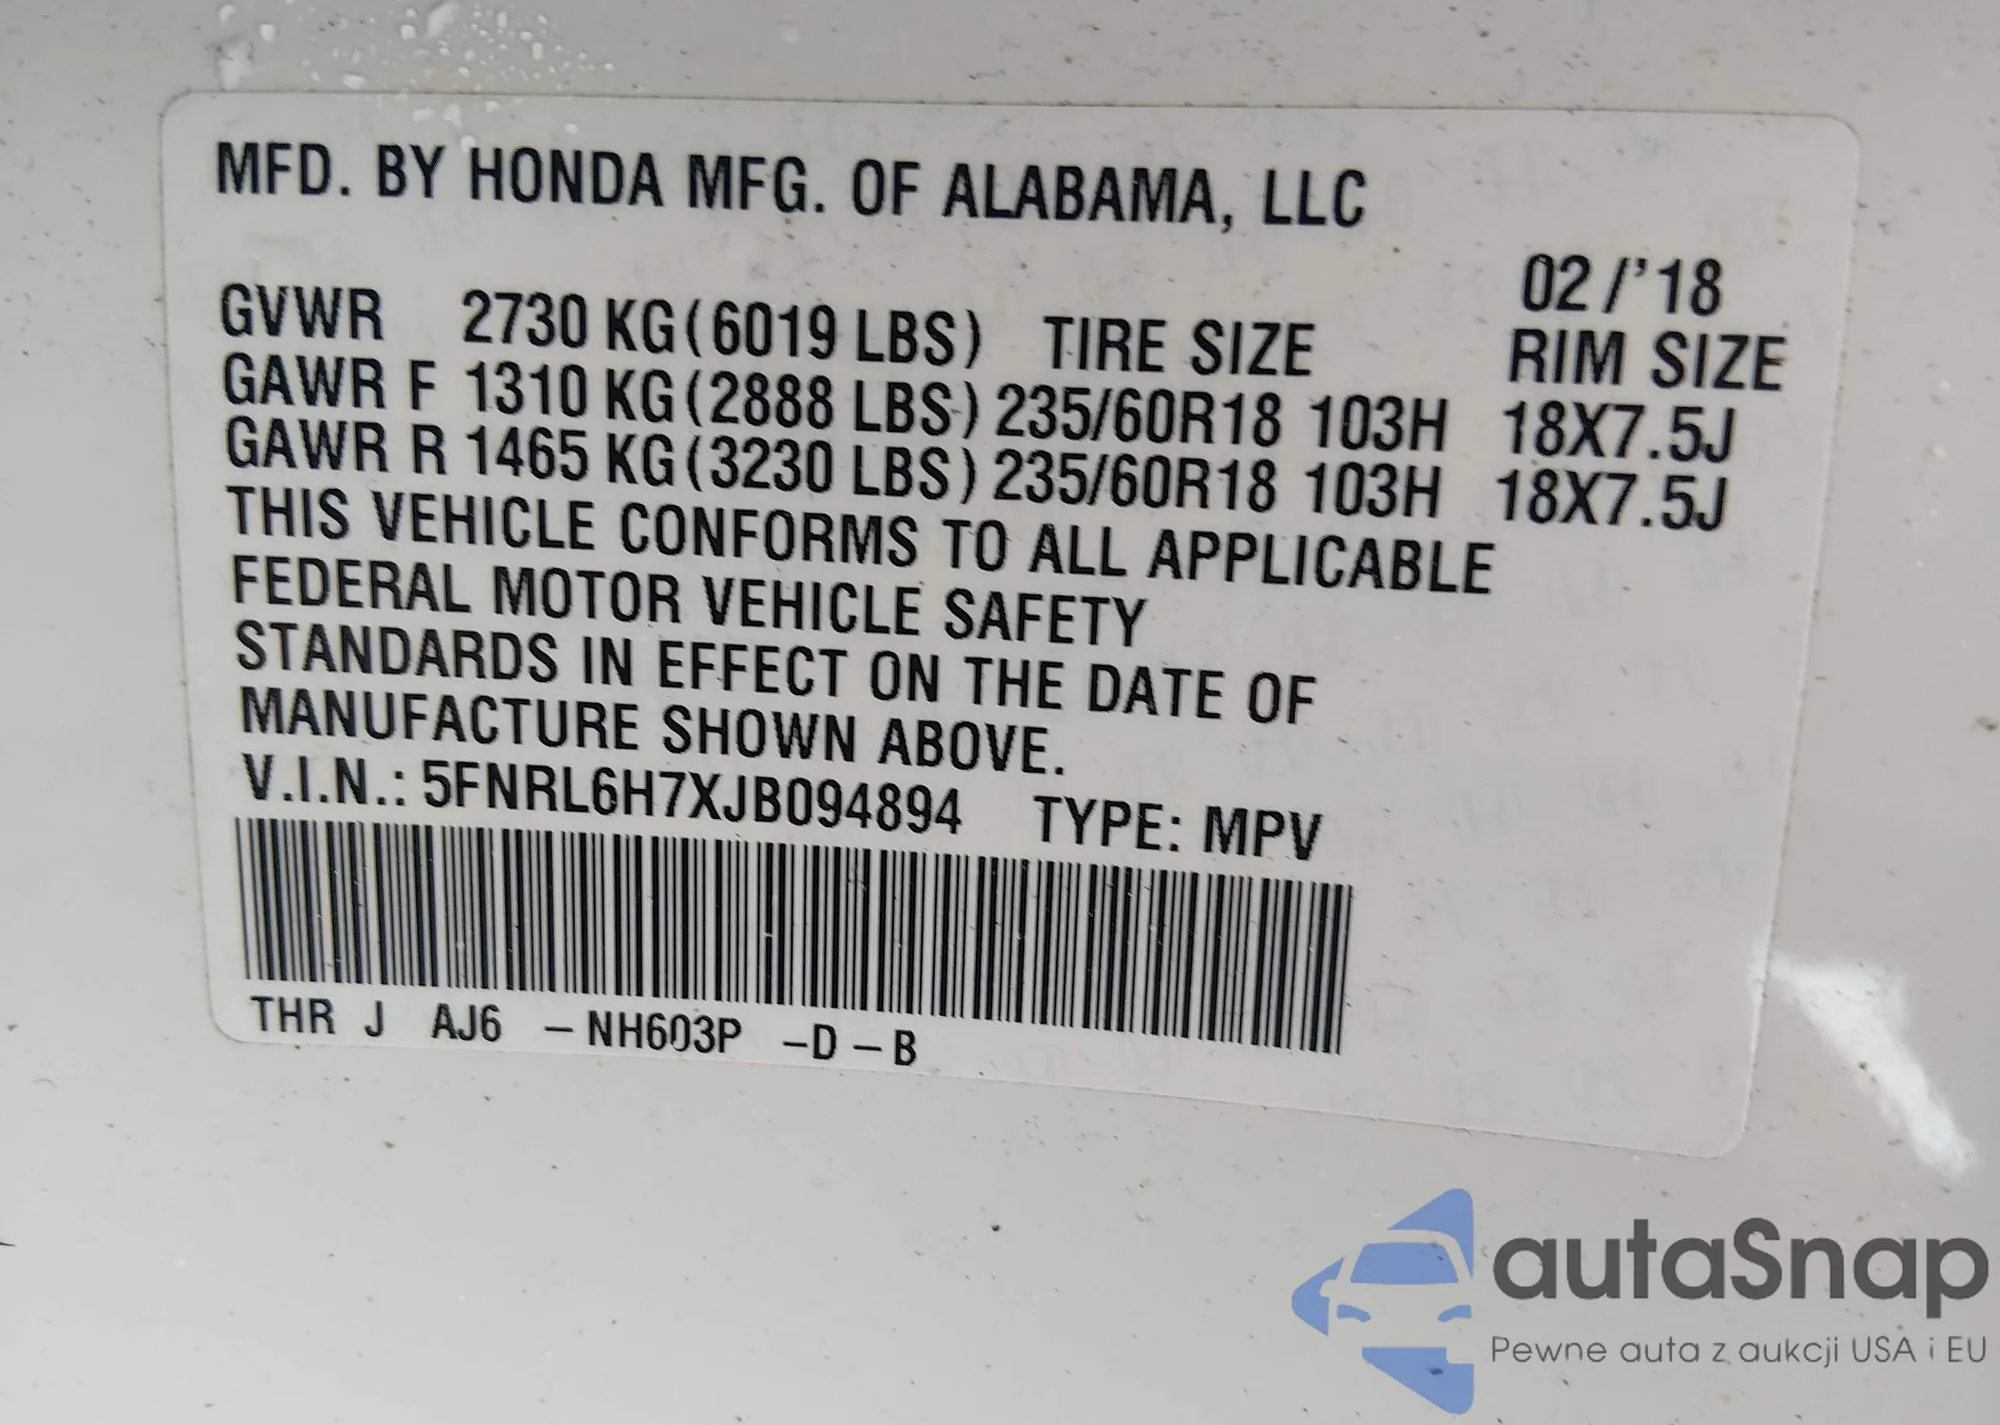 MFD. BY HONDA MFG. OF ALABAMA, LLC
02/'18
GVWR 2730 KG(6019 LBS) TIRE SIZE RIM SIZE
GAWR F 1310 KG(2888 LBS) 235/60R18 103H 18X7.5J
GAWR R 1465 KG(3230 LBS) 235/60R18 103H 18X7.5J
THIS VEHICLE CONFORMS TO ALL APPLICABLE
FEDERAL MOTOR VEHICLE SAFETY
STANDARDS IN EFFECT ON THE DATE OF
MANUFACTURE SHOWN ABOVE.
V.I.N.: 5FNRL6H7XJB094894 TYPE: MPV
THR J AJ6 -NH603P -D-B
autaSnap
Pewne auta z aukcji USA i EU